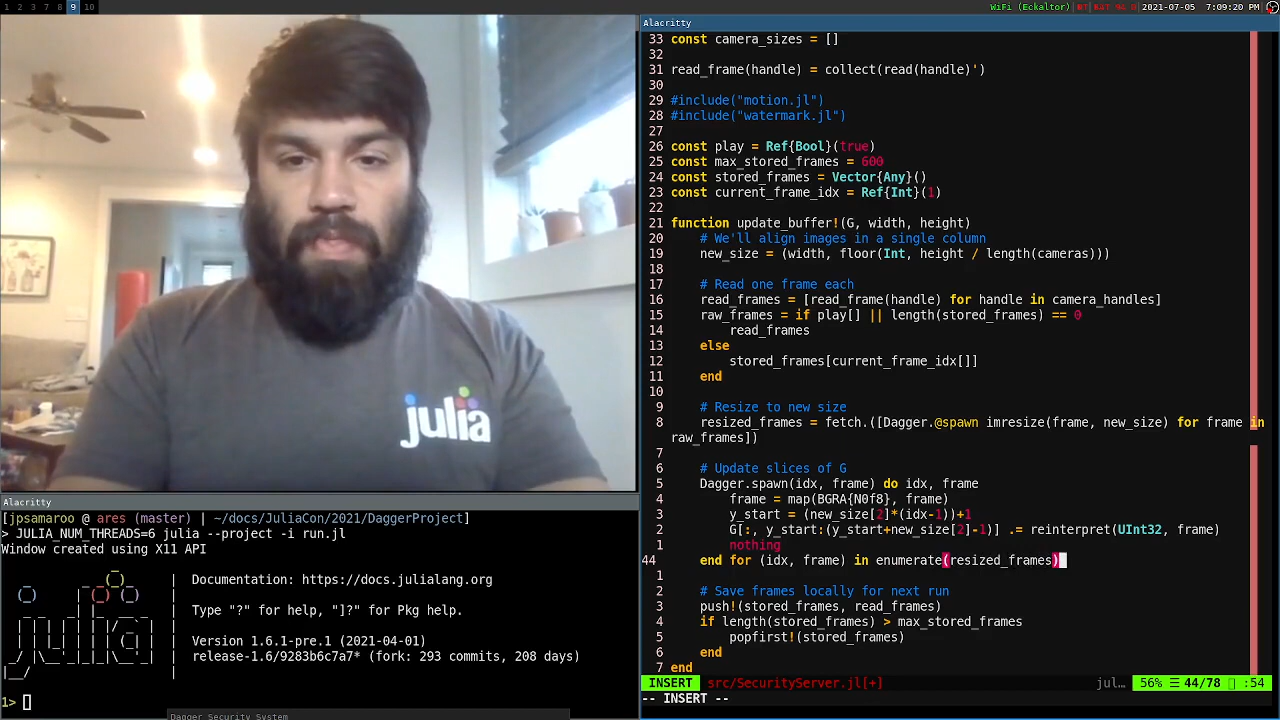 1 2 3 7 8 9 10
WiFi (Eckaltor)
2021-07-05
7:09:20 PM
julia
Alacritty
[jpsamaroo @ ares (master) | ~/docs/JuliaCon/2021/DaggerProject]
> JULIA_NUM_THREADS=6 julia --project -i run.jl
Window created using X11 API
| Documentation: https://docs.julialang.org
|
| Type "?" for help, "]?" for Pkg help.
|
| Version 1.6.1-pre.1 (2021-04-01)
| release-1.6/9283b6c7a7* (fork: 293 commits, 208 days)
|
1>
Dagger Security System
Alacritty
33 const camera_sizes = []
32
31 read_frame(handle) = collect(read(handle)')
30
29 #include("motion.jl")
28 #include("watermark.jl")
27
26 const play = Ref{Bool}(true)
25 const max_stored_frames = 600
24 const stored_frames = Vector{Any}()
23 const current_frame_idx = Ref{Int}(1)
22
21 function update_buffer!(G, width, height)
20     # We'll align images in a single column
19     new_size = (width, floor(Int, height / length(cameras)))
18
17     # Read one frame each
16     read_frames = [read_frame(handle) for handle in camera_handles]
15     raw_frames = if play[] || length(stored_frames) == 0
14         read_frames
13     else
12         stored_frames[current_frame_idx[]]
11     end
10
9     # Resize to new size
8     resized_frames = fetch.([Dagger.@spawn imresize(frame, new_size) for frame in
raw_frames])
7
6     # Update slices of G
5     Dagger.spawn(idx, frame) do idx, frame
4         frame = map(BGRA{N0f8}, frame)
3         y_start = (new_size[2]*(idx-1))+1
2         G[:, y_start:(y_start+new_size[2]-1)] .= reinterpret(UInt32, frame)
1         nothing
44     end for (idx, frame) in enumerate(resized_frames)
1
2     # Save frames locally for next run
3     push!(stored_frames, read_frames)
4     if length(stored_frames) > max_stored_frames
5         popfirst!(stored_frames)
6     end
7 end
INSERT src/SecurityServer.jl[+] jul… 56% ☰ 44/78 :54
-- INSERT --